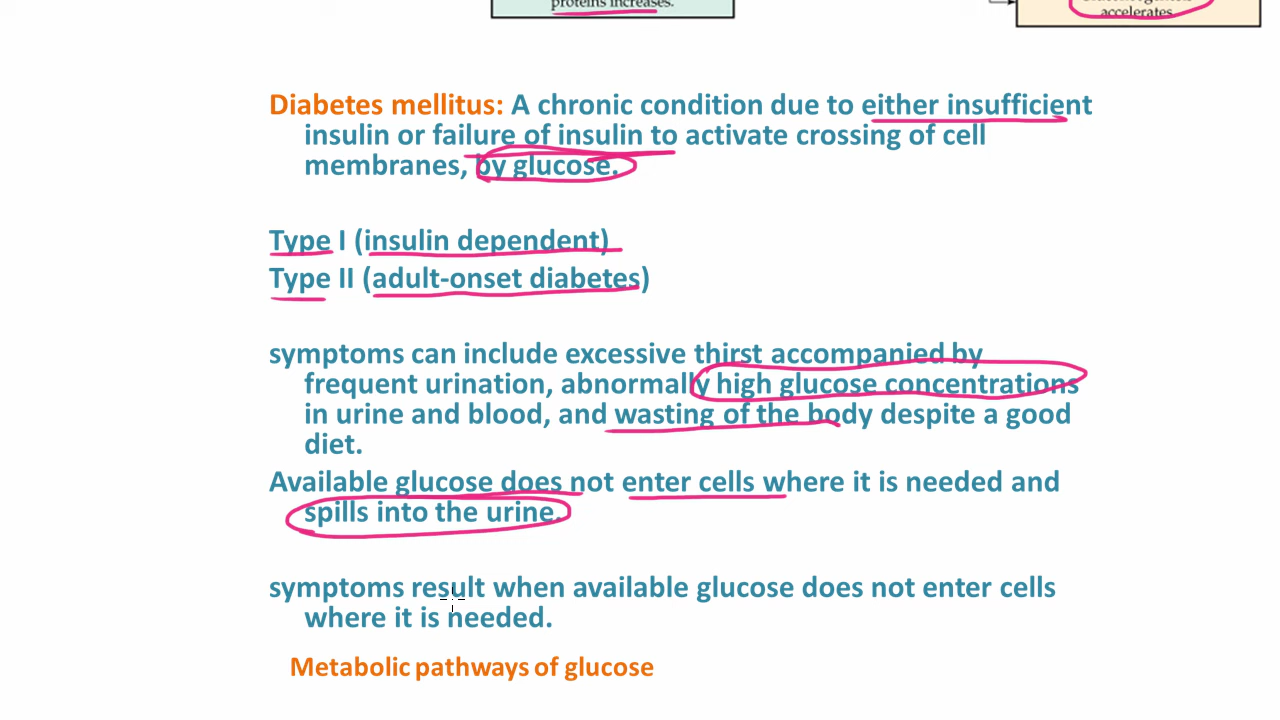 proteins increases.
accelerates
Diabetes mellitus: A chronic condition due to either insufficient
insulin or failure of insulin to activate crossing of cell
membranes, by glucose.
Type I (insulin dependent)
Type II (adult-onset diabetes)
symptoms can include excessive thirst accompanied by
frequent urination, abnormally high glucose concentrations
in urine and blood, and wasting of the body despite a good
diet.
Available glucose does not enter cells where it is needed and
spills into the urine.
symptoms result when available glucose does not enter cells
where it is needed.
Metabolic pathways of glucose